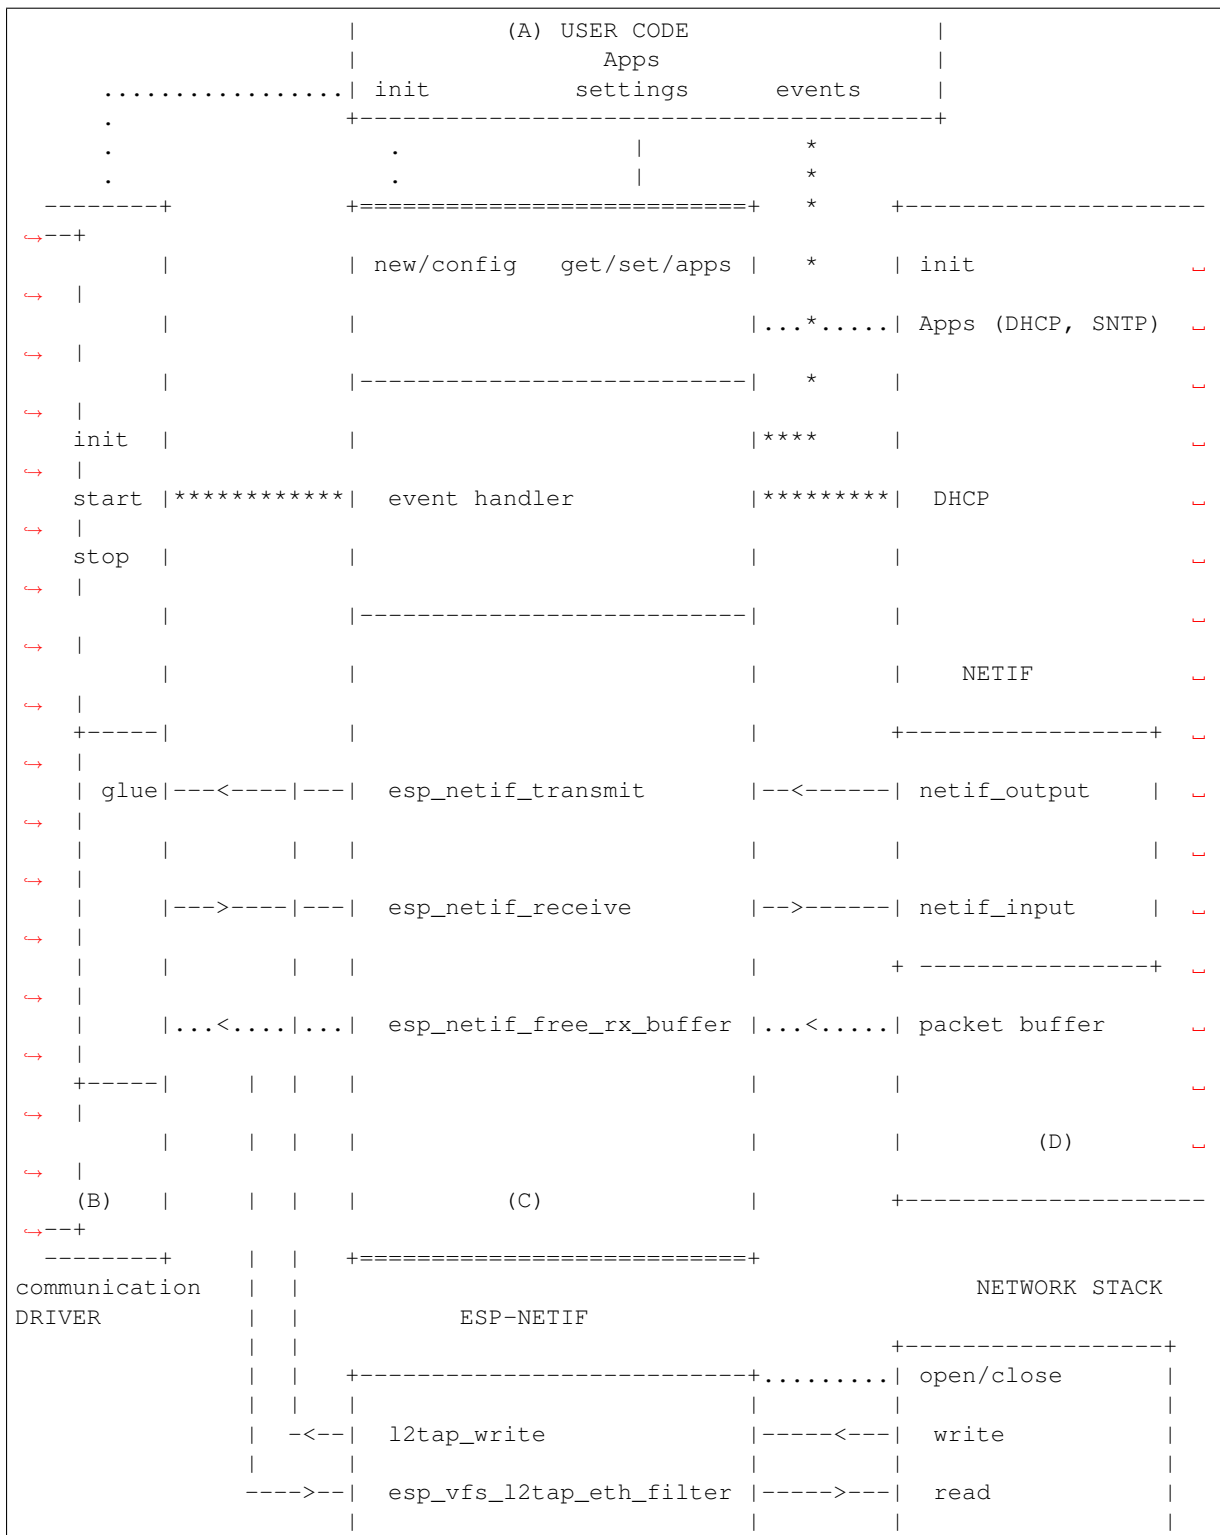 |          (A) USER CODE                 |
                       |                 Apps                   |
      .................| init            settings      events   |
      .                +----------------------------------------+
      .                   .                |           *
      .                   .                |           *
  --------+            +===========================+   *     +---------------------
↪--+
          |            | new/config   get/set/apps |   *     | init                ␣
↪  |
          |            |                           |...*.....| Apps (DHCP, SNTP)   ␣
↪  |
          |            |---------------------------|   *     |                     ␣
↪  |
    init  |            |                           |****     |                     ␣
↪  |
    start |************|  event handler            |*********|  DHCP               ␣
↪  |
    stop  |            |                           |         |                     ␣
↪  |
          |            |---------------------------|         |                     ␣
↪  |
          |            |                           |         |    NETIF            ␣
↪  |
    +-----|            |                           |         +-----------------+   ␣
↪  |
    | glue|---<----|---|  esp_netif_transmit       |--<------| netif_output    |   ␣
↪  |
    |     |        |   |                           |         |                 |   ␣
↪  |
    |     |--->----|---|  esp_netif_receive        |-->------| netif_input     |   ␣
↪  |
    |     |        |   |                           |         + ----------------+   ␣
↪  |
    |     |...<....|...|  esp_netif_free_rx_buffer |...<.....| packet buffer       ␣
↪  |
    +-----|     |  |   |                           |         |                     ␣
↪  |
          |     |  |   |                           |         |         (D)         ␣
↪  |
    (B)   |     |  |   |          (C)              |         +---------------------
↪--+
  --------+     |  |   +===========================+
communication   |  |                                               NETWORK STACK
DRIVER          |  |           ESP-NETIF
                |  |                                         +------------------+
                |  |   +---------------------------+.........| open/close       |
                |  |   |                           |         |                  |
                |  -<--|  l2tap_write              |-----<---|  write           |
                |      |                           |         |                  |
                ---->--|  esp_vfs_l2tap_eth_filter |----->---|  read            |
                       |                           |         |                  |